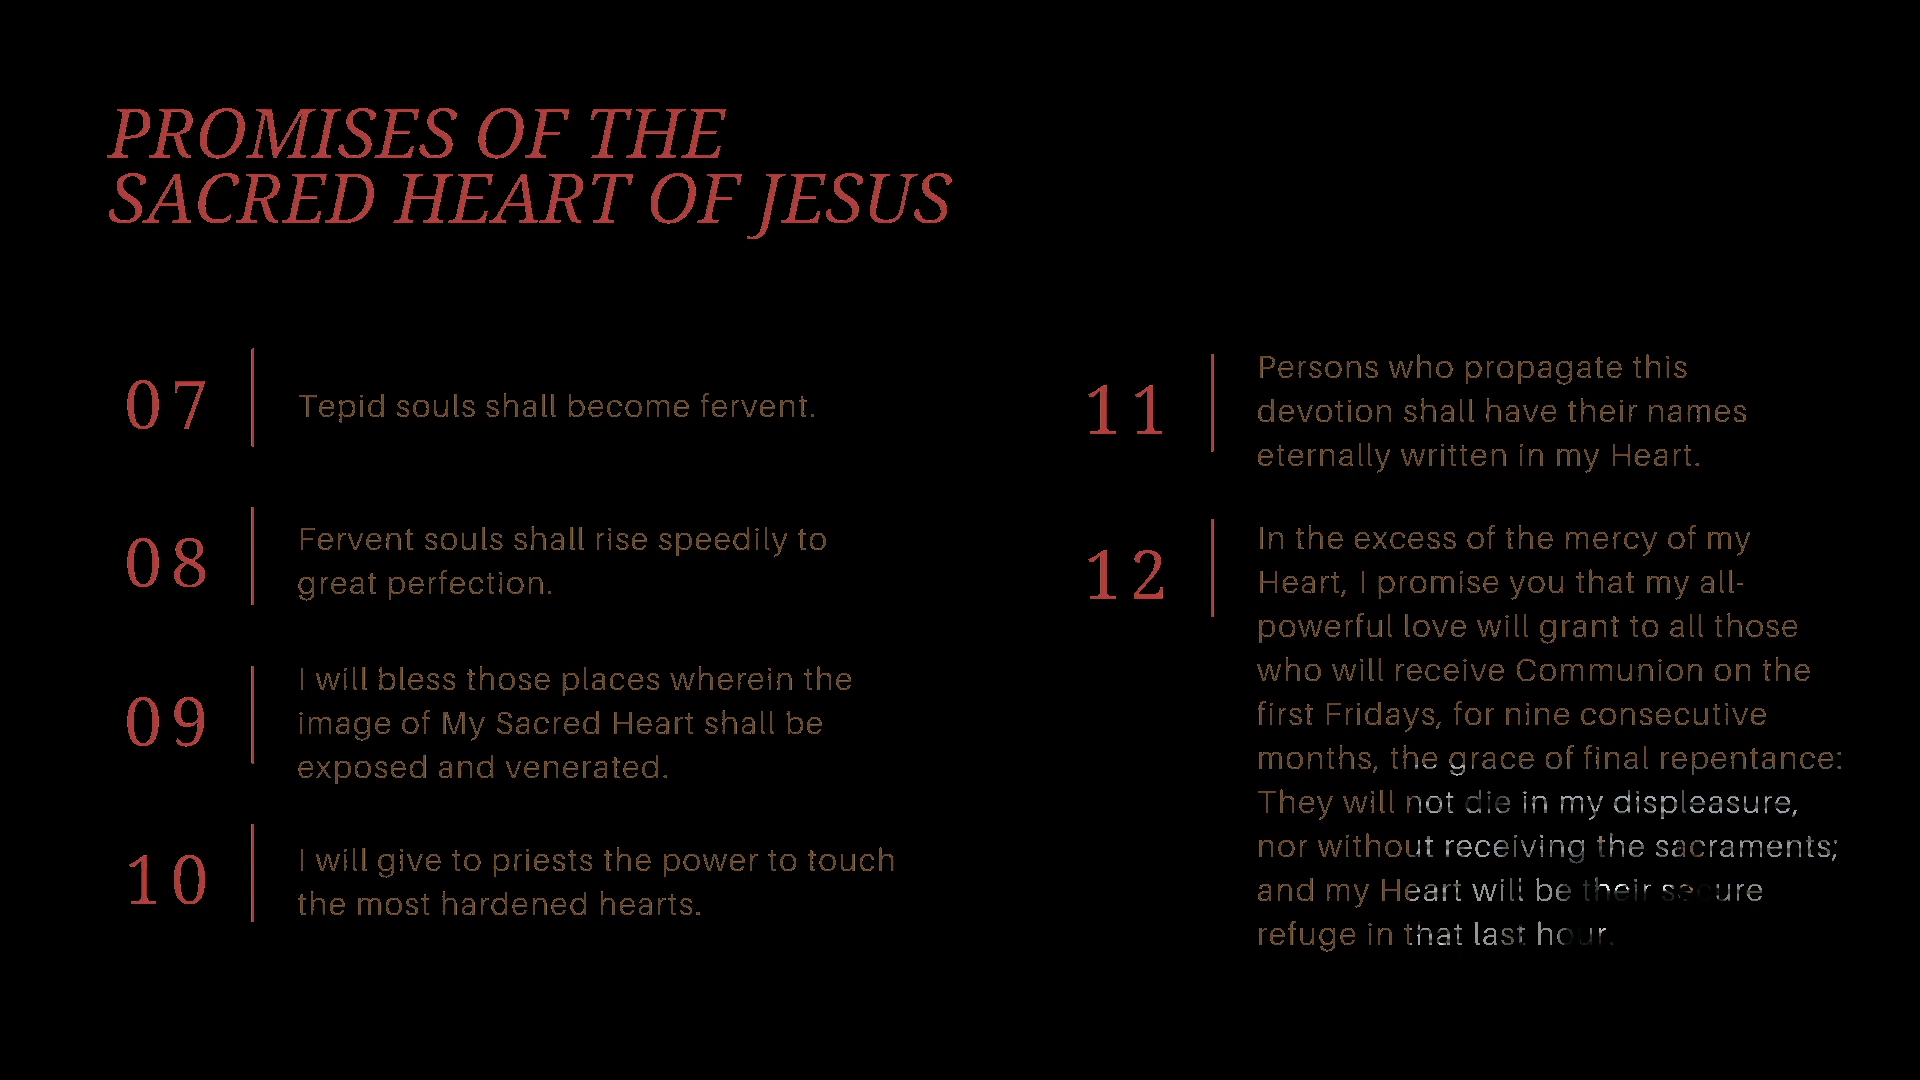 PROMISES OF THE
SACRED HEART OF JESUS
07
Tepid souls shall become fervent.
08
Fervent souls shall rise speedily to
great perfection.
09
I will bless those places wherein the
image of My Sacred Heart shall be
exposed and venerated.
10
I will give to priests the power to touch
the most hardened hearts.
11
Persons who propagate this
devotion shall have their names
eternally written in my Heart.
12
In the excess of the mercy of my
Heart, I promise you that my all-
powerful love will grant to all those
who will receive Communion on the
first Fridays, for nine consecutive
months, the grace of final repentance:
They will not die in my displeasure,
nor without receiving the sacraments;
and my Heart will be their secure
refuge in that last hour.